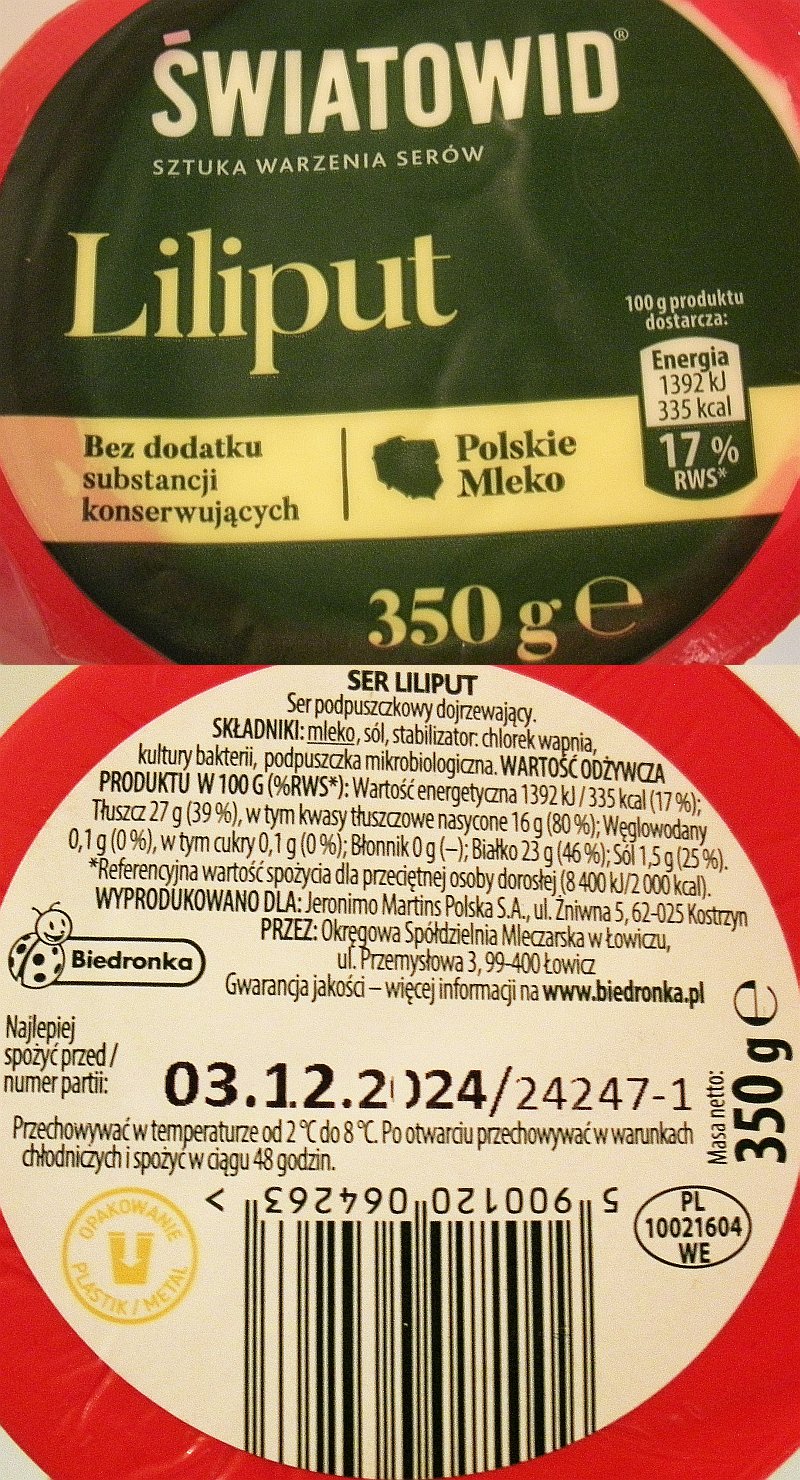 ŚWIATOWID®
SZTUKA WARZENIA SERÓW
Liliput
100 g produktu
dostarcza:
Energia
1392 kJ
335 kcal
17 %
RWS*
Bez dodatku
substancji
konserwujących
Polskie
Mleko
350 g ℮
SER LILIPUT
Ser podpuszczkowy dojrzewający.
SKŁADNIKI: mleko, sól, stabilizator: chlorek wapnia,
kultury bakterii, podpuszczka mikrobiologiczna. WARTOŚĆ ODŻYWCZA
PRODUKTU W 100 G (%RWS*): Wartość energetyczna 1392 kJ / 335 kcal (17 %);
Tłuszcz 27 g (39 %), w tym kwasy tłuszczowe nasycone 16 g (80 %); Węglowodany
0,1 g (0 %), w tym cukry 0,1 g (0 %); Błonnik 0 g (–); Białko 23 g (46 %); Sól 1,5 g (25 %).
*Referencyjna wartość spożycia dla przeciętnej osoby dorosłej (8 400 kJ/2 000 kcal).
WYPRODUKOWANO DLA: Jeronimo Martins Polska S.A., ul. Żniwna 5, 62-025 Kostrzyn
PRZEZ: Okręgowa Spółdzielnia Mleczarska w Łowiczu,
ul. Przemysłowa 3, 99-400 Łowicz
Gwarancja jakości – więcej informacji na www.biedronka.pl
Biedronka
Najlepiej
spożyć przed /
numer partii:
03.12.2024/24247-1
Masa netto:
350 g ℮
Przechowywać w temperaturze od 2 °C do 8 °C. Po otwarciu przechowywać w warunkach
chłodniczych i spożyć w ciągu 48 godzin.
OPAKOWANIE
PLASTIK / METAL
5 900120 064263 >
PL
10021604
WE